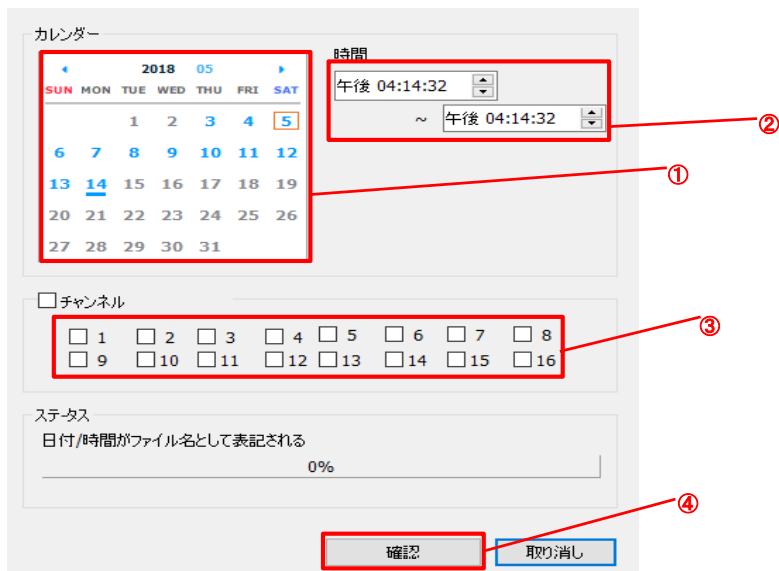 カレンダー
2018 05
SUN MON TUE WED THU FRI SAT
1 2 3 4 5
6 7 8 9 10 11 12
13 14 15 16 17 18 19
20 21 22 23 24 25 26
27 28 29 30 31
時間
午後 04:14:32
~ 午後 04:14:32
②
①
チャンネル
1 2 3 4 5 6 7 8
9 10 11 12 13 14 15 16
③
ステータス
日付/時間がファイル名として表記される
0%
④
確認 取り消し